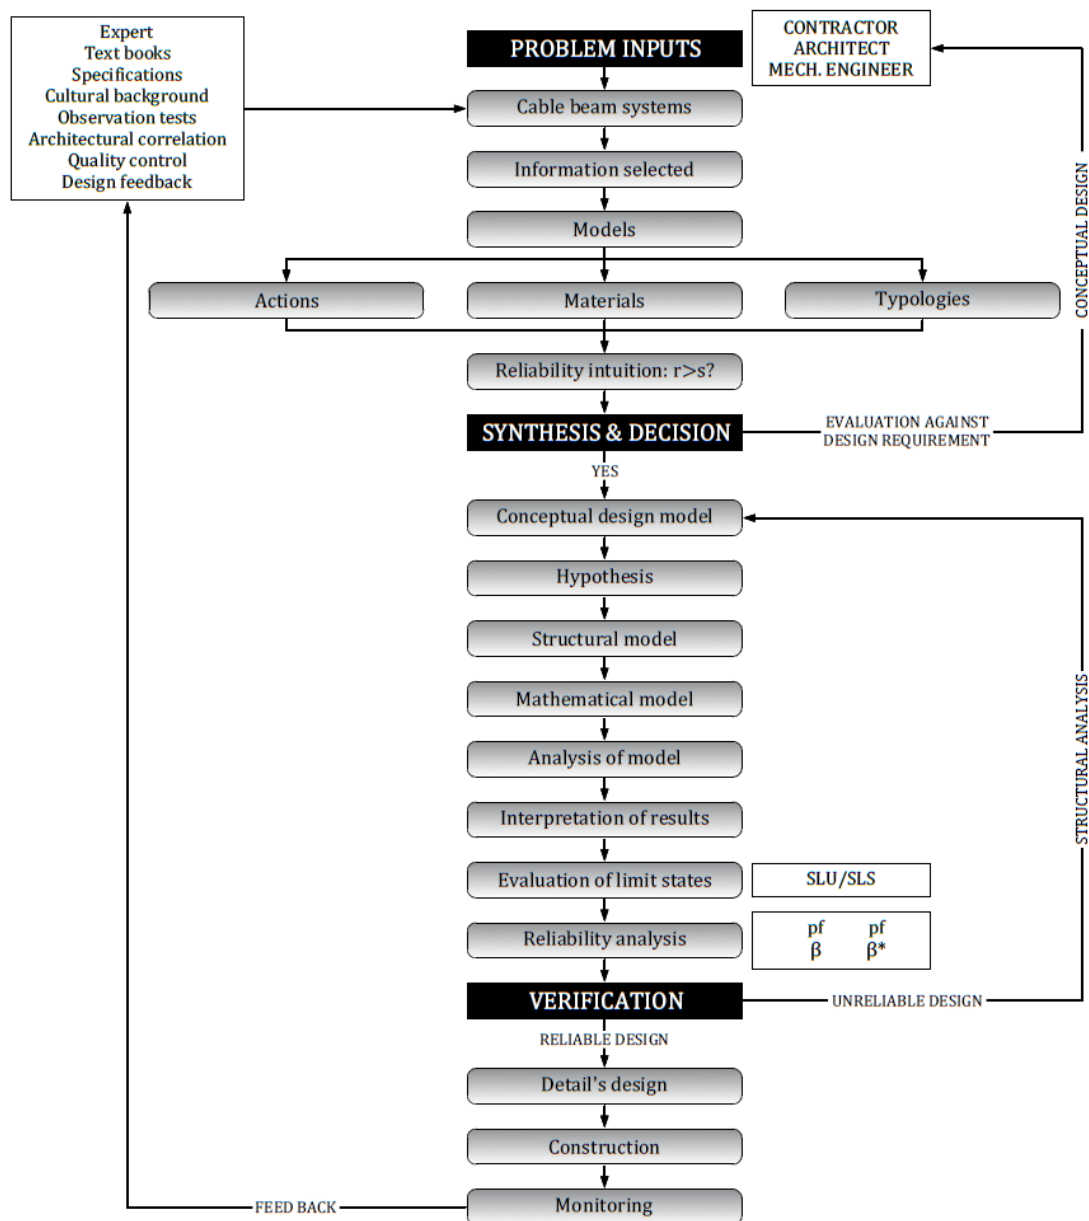 Expert
Text books
Specifications
Cultural background
Observation tests
Architectural correlation
Quality control
Design feedback
PROBLEM INPUTS
CONTRACTOR
ARCHITECT
MECH. ENGINEER
Cable beam systems
Information selected
Models
Actions
Materials
Typologies
CONCEPTUAL DESIGN
Reliability intuition: r>s?
SYNTHESIS & DECISION
EVALUATION AGAINST
DESIGN REQUIREMENT
YES
Conceptual design model
Hypothesis
Structural model
Mathematical model
Analysis of model
Interpretation of results
STRUCTURAL ANALYSIS
Evaluation of limit states
SLU/SLS
Reliability analysis
pf pf
β β*
VERIFICATION
UNRELIABLE DESIGN
RELIABLE DESIGN
Detail's design
Construction
Monitoring
FEED BACK